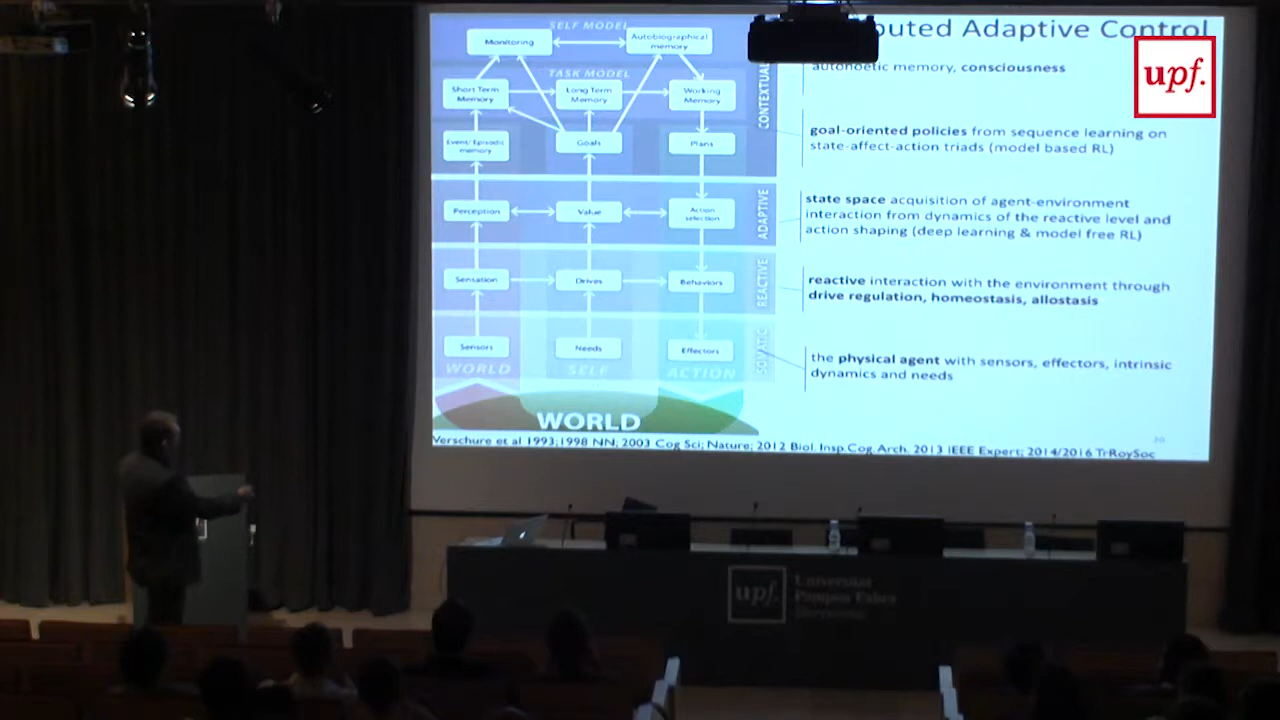 SELF MODEL
Monitoring
Autobiographical memory
TASK MODEL
Short Term Memory
Long Term Memory
Working Memory
Event/ Episodic memory
Goals
Plans
CONTEXTUAL
Perception
Value
Action selection
ADAPTIVE
Sensation
Drives
Behaviors
REACTIVE
Sensors
Needs
Effectors
SOMATIC
WORLD
SELF
ACTION
WORLD
Adaptive Control
upf.
autonoetic memory, consciousness
goal-oriented policies from sequence learning on
state-affect-action triads (model based RL)
state space acquisition of agent-environment
interaction from dynamics of the reactive level and
action shaping (deep learning & model free RL)
reactive interaction with the environment through
drive regulation, homeostasis, allostasis
the physical agent with sensors, effectors, intrinsic
dynamics and needs
Verschure et al 1993;1998 NN; 2003 Cog Sci; Nature; 2012 Biol. Insp.Cog.Arch. 2013 IEEE Expert; 2014/2016 TrRoySoc
upf.
Universitat
Pompeu Fabra
Barcelona